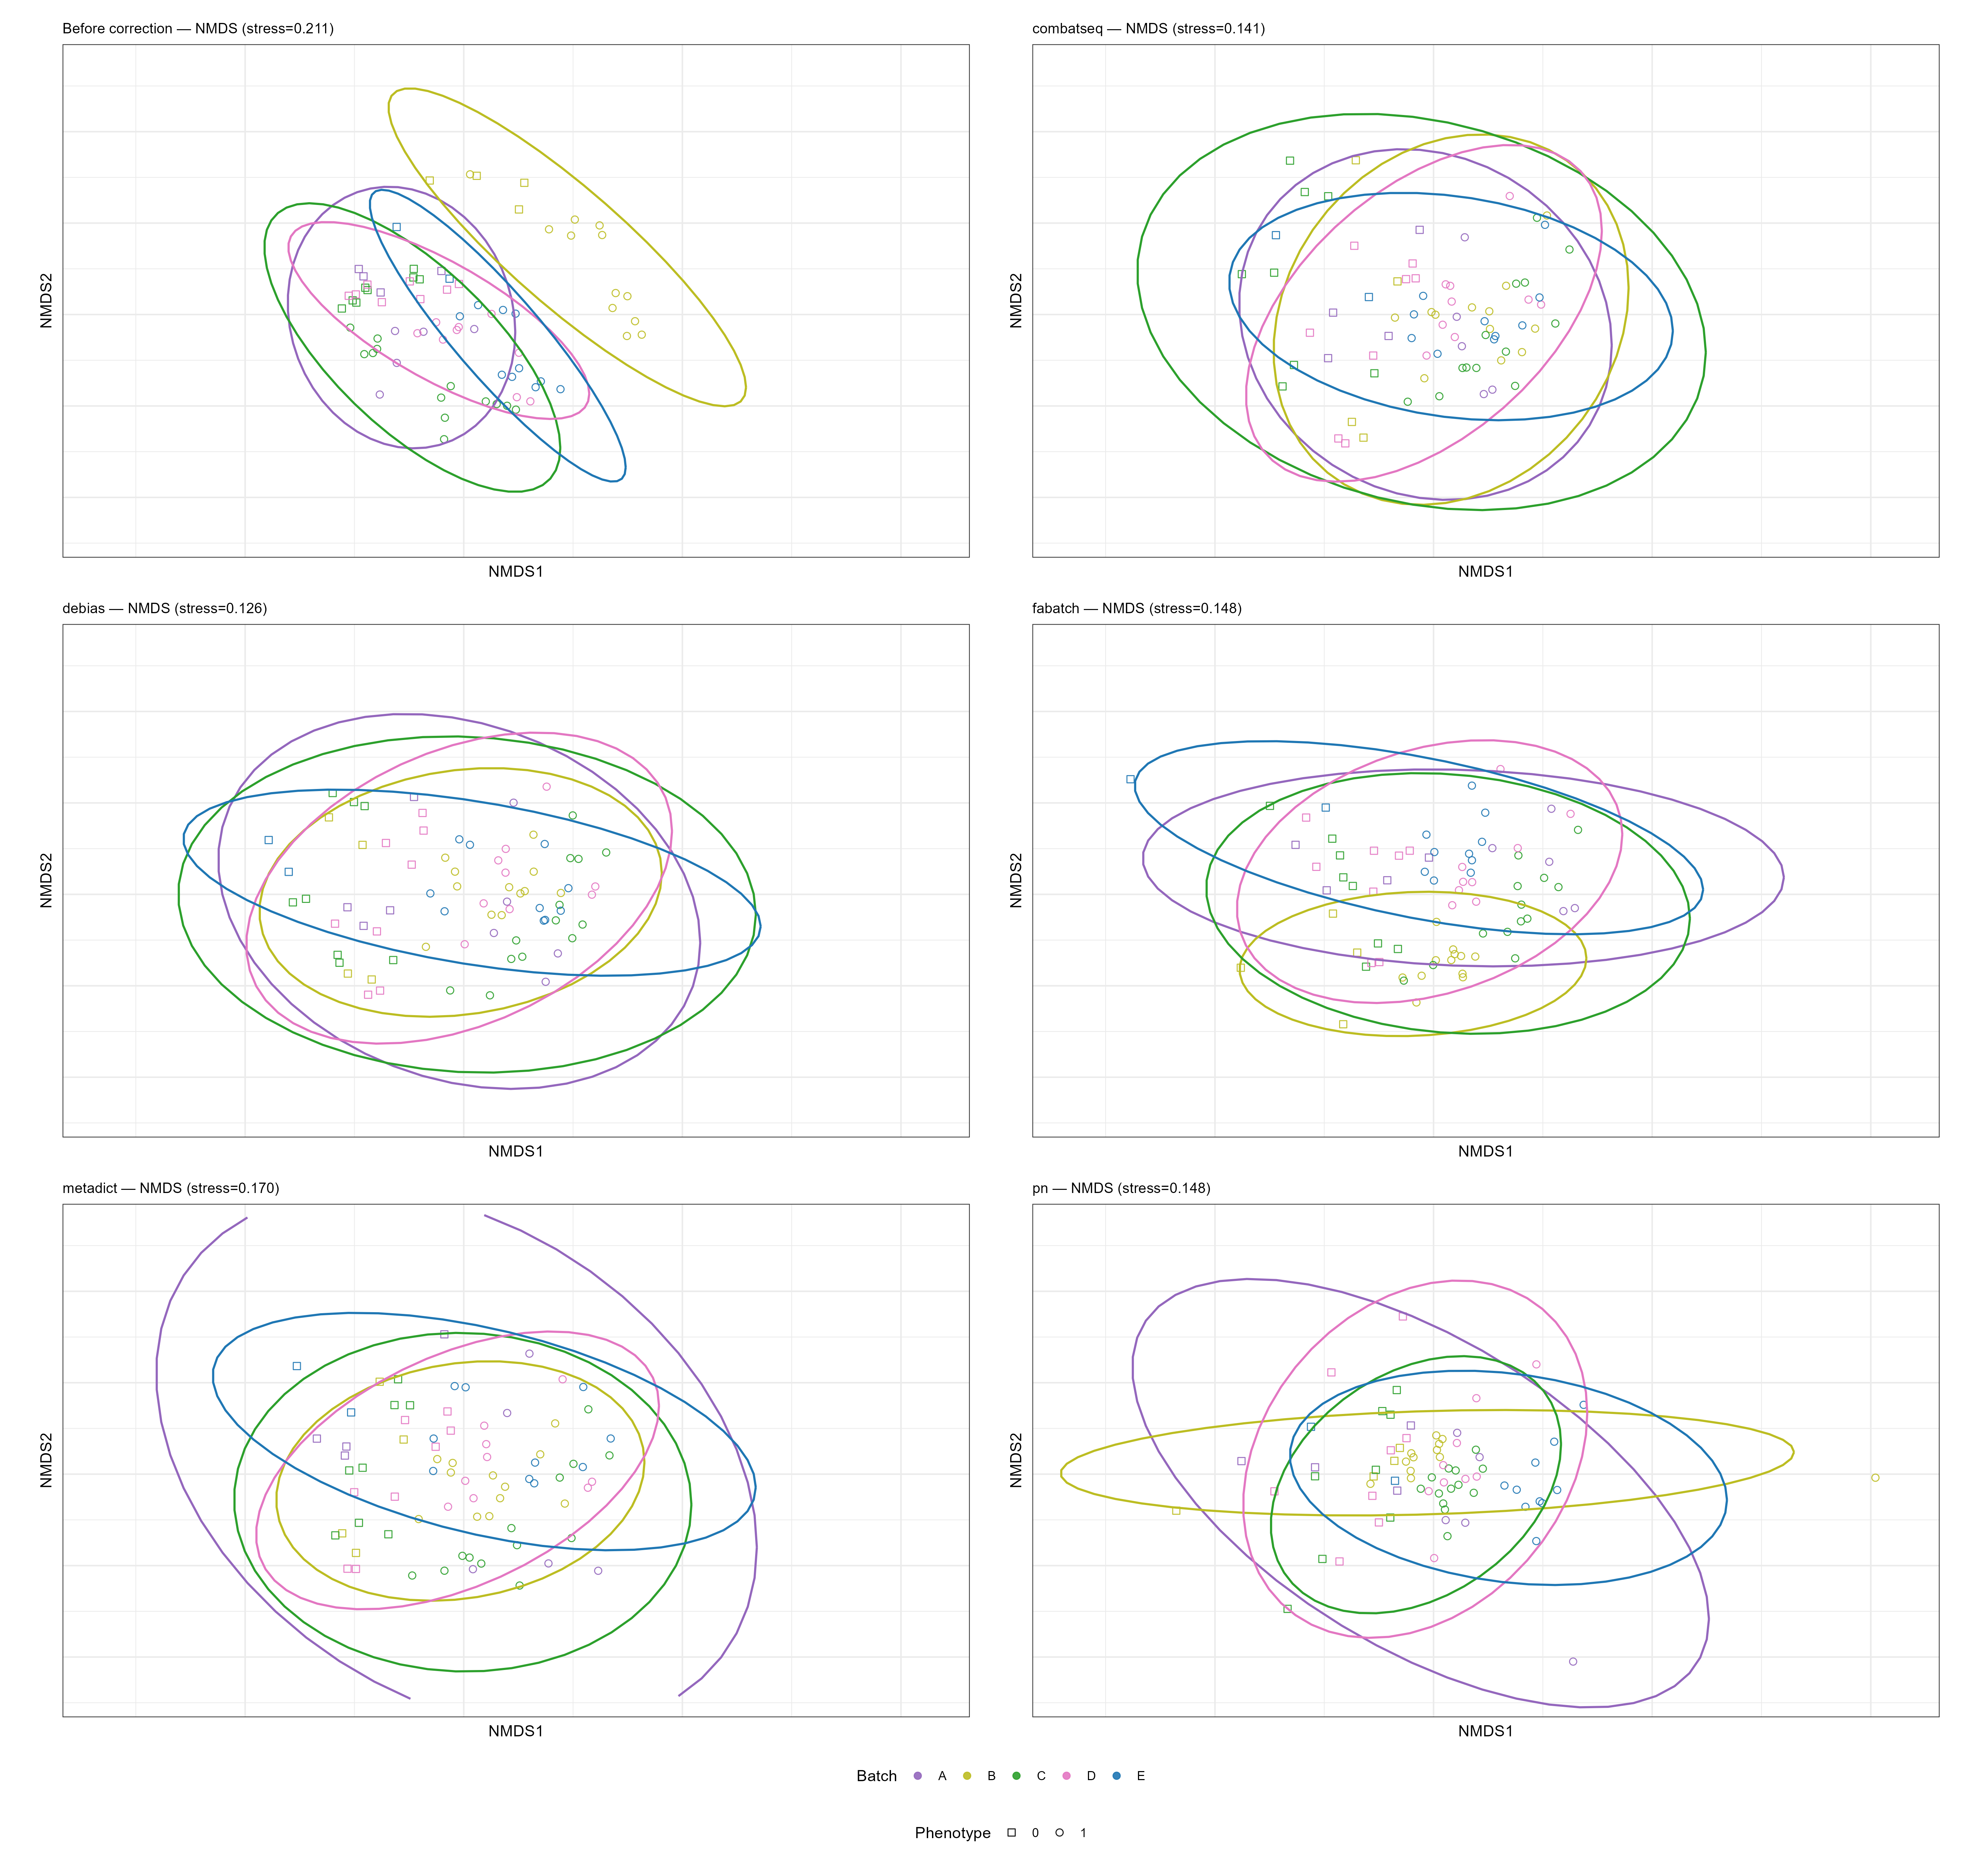 Before correction — NMDS (stress=0.211)
combatseq — NMDS (stress=0.141)
NMDS2
NMDS2
NMDS1
NMDS1
debias — NMDS (stress=0.126)
fabatch — NMDS (stress=0.148)
NMDS2
NMDS2
NMDS1
NMDS1
metadict — NMDS (stress=0.170)
pn — NMDS (stress=0.148)
NMDS2
NMDS2
NMDS1
NMDS1
Batch A B C D E
Phenotype 0 1